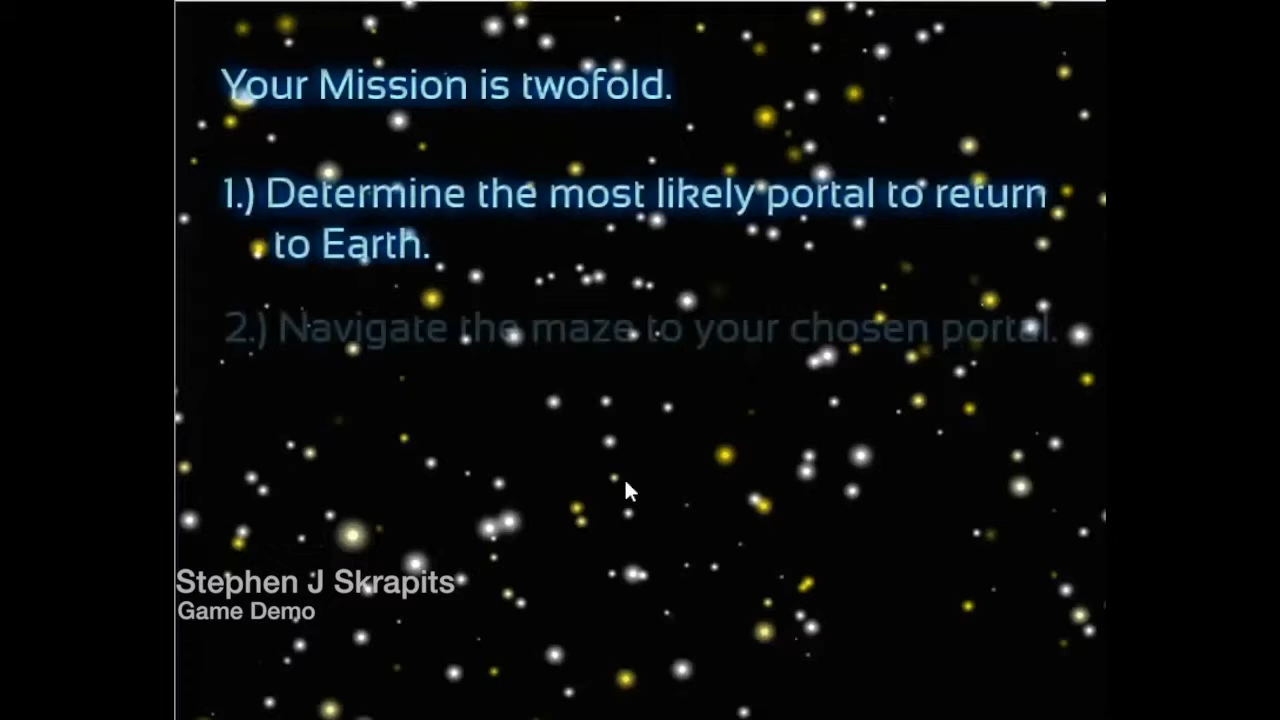 Your Mission is twofold.
1.) Determine the most likely portal to return
to Earth.
2.) Navigate the maze to your chosen portal.
Stephen J Skrapits
Game Demo